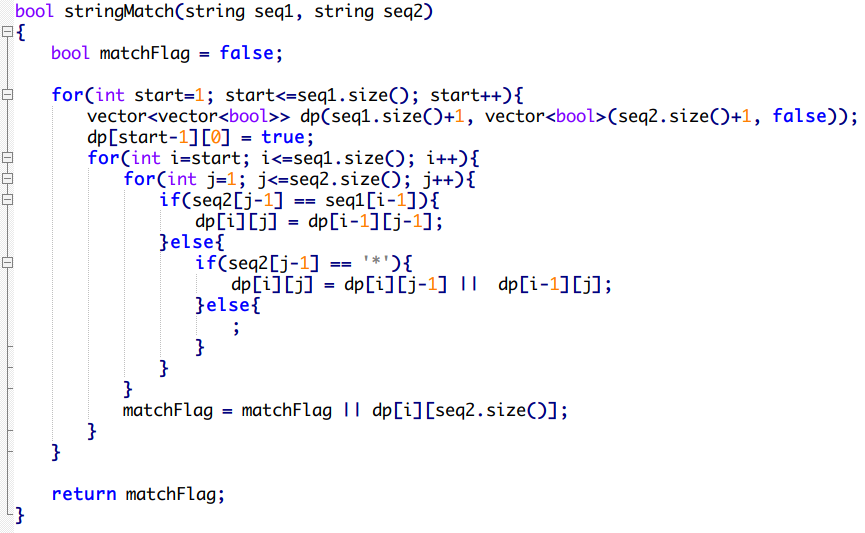 bool stringMatch(string seq1, string seq2)
{
    bool matchFlag = false;

    for(int start=1; start<=seq1.size(); start++){
        vector<vector<bool>> dp(seq1.size()+1, vector<bool>(seq2.size()+1, false));
        dp[start-1][0] = true;
        for(int i=start; i<=seq1.size(); i++){
            for(int j=1; j<=seq2.size(); j++){
                if(seq2[j-1] == seq1[i-1]){
                    dp[i][j] = dp[i-1][j-1];
                }else{
                    if(seq2[j-1] == '*'){
                        dp[i][j] = dp[i][j-1] ||  dp[i-1][j];
                    }else{
                        ;
                    }
                }
            }
            matchFlag = matchFlag || dp[i][seq2.size()];
        }
    }

    return matchFlag;
}